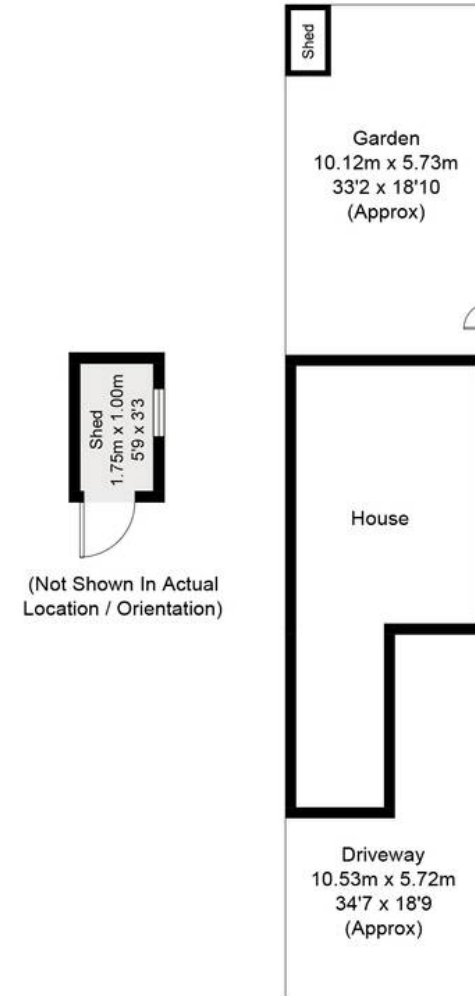 Shed
Garden
10.12m x 5.73m
33'2 x 18'10
(Approx)
Shed
1.75m x 1.00m
5'9 x 3'3
(Not Shown In Actual
Location / Orientation)
House
Driveway
10.53m x 5.72m
34'7 x 18'9
(Approx)